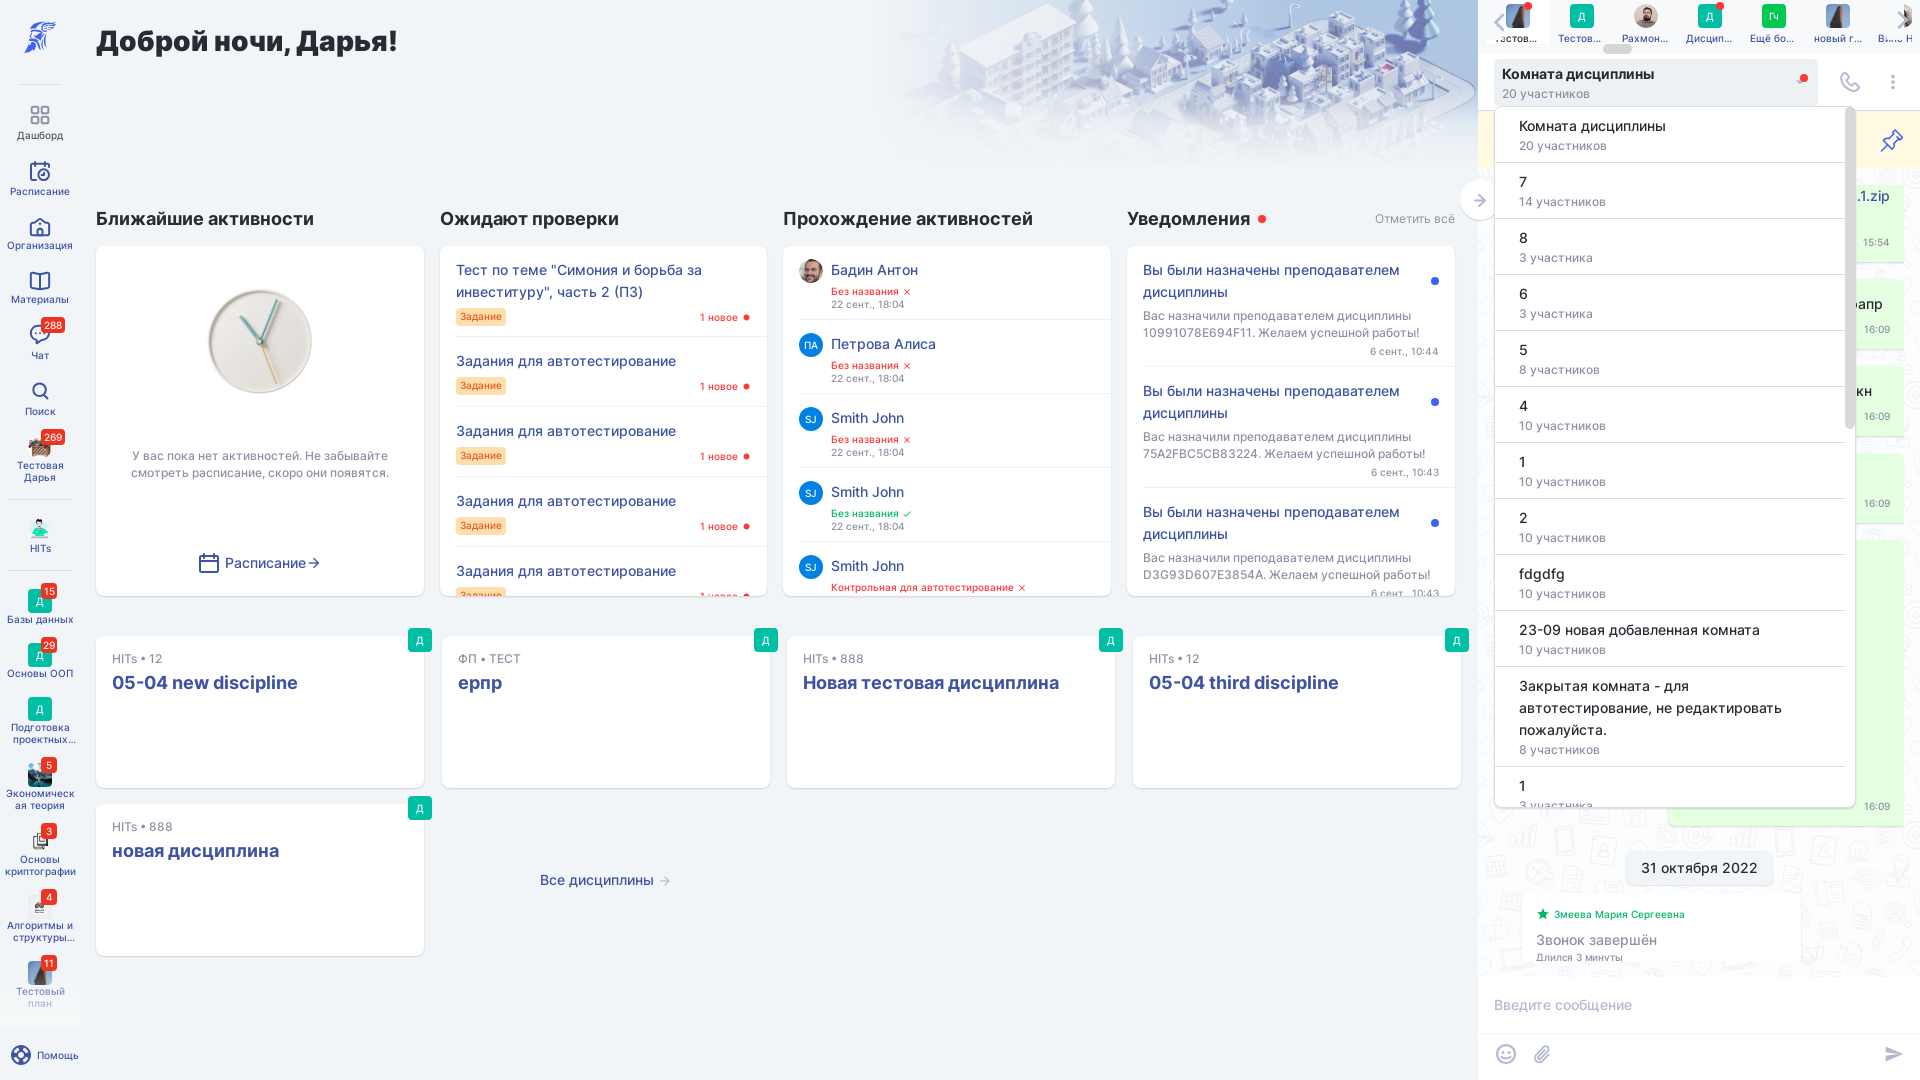 Доброй ночи, Дарья!
Дашборд
Расписание
Организация
Материалы
288
Чат
Поиск
269
Тестовая
Дарья
HITs
15
Д
Базы данных
29
Д
Основы ООП
Д
Подготовка
проектных...
5
Экономическ
ая теория
3
Основы
криптографии
4
Алгоритмы и
структуры...
11
Тестовый
план
Помощь
Ближайшие активности
У вас пока нет активностей. Не забывайте
смотреть расписание, скоро они появятся.
Расписание
Ожидают проверки
Тест по теме "Симония и борьба за
инвеституру", часть 2 (ПЗ)
Задание
1 новое
Задания для автотестирование
Задание
1 новое
Задания для автотестирование
Задание
1 новое
Задания для автотестирование
Задание
1 новое
Задания для автотестирование
Задание
1 новое
Прохождение активностей
Бадин Антон
Без названия
22 сент., 18:04
ПА
Петрова Алиса
Без названия
22 сент., 18:04
SJ
Smith John
Без названия
22 сент., 18:04
SJ
Smith John
Без названия
22 сент., 18:04
SJ
Smith John
Контрольная для автотестирование
Уведомления
Отметить всё
Вы были назначены преподавателем
дисциплины
Вас назначили преподавателем дисциплины
10991078E694F11. Желаем успешной работы!
6 сент., 10:44
Вы были назначены преподавателем
дисциплины
Вас назначили преподавателем дисциплины
75A2FBC5CB83224. Желаем успешной работы!
6 сент., 10:43
Вы были назначены преподавателем
дисциплины
Вас назначили преподавателем дисциплины
D3G93D607E3854A. Желаем успешной работы!
6 сент., 10:43
Д
HITs • 12
05-04 new discipline
Д
ФП • ТЕСТ
ерпр
Д
HITs • 888
Новая тестовая дисциплина
Д
HITs • 12
05-04 third discipline
Д
HITs • 888
новая дисциплина
Все дисциплины
Тестов...
Д
Тестов...
Рахмон...
Д
Дисцип...
Гч
Ещё бо...
новый г...
Комната дисциплины
20 участников
Комната дисциплины
20 участников
7
14 участников
8
3 участника
6
3 участника
5
8 участников
4
10 участников
1
10 участников
2
10 участников
fdgdfg
10 участников
23-09 новая добавленная комната
10 участников
Закрытая комната - для
автотестирование, не редактировать
пожалуйста.
8 участников
1
3 участника
.1.zip
15:54
рапр
16:09
кн
16:09
16:09
16:09
31 октября 2022
Змеева Мария Сергеевна
Звонок завершён
Длился 3 минуты
Введите сообщение